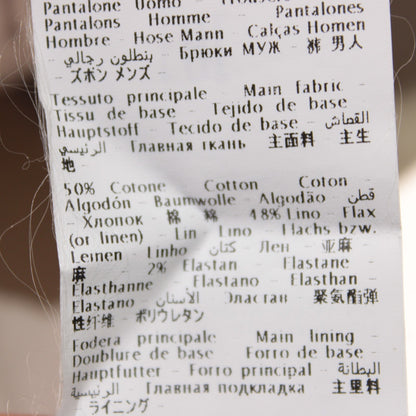 Pantalone Uomo -
Pantalons Homme - Pantalones
Hombre - Hose Mann - Calças Homen
- بنطلون رجالي - Брюки МУЖ - 裤 男人
- ズボン メンズ -
Tessuto principale - Main fabric -
Tissu de base - Tejido de base -
Hauptstoff - Tecido de base - القماش
الرئيسي - Главная ткань - 主面料 - 主生
地
50% Cotone - Cotton - Coton -
Algodón - Baumwolle - Algodão - قطن
- Хлопок - 棉 - 綿 - 48% Lino - Flax
(or linen) - Lin - Lino - Flachs bzw.
Leinen - Linho - كتان - Лен - 亚麻 -
麻 - 2% Elastan - Elastane -
Elasthanne - Elastano - Elasthan -
Elastano - الأستان - Эластан - 聚氨酯弹
性纤维 - ポリウレタン
Fodera principale - Main lining -
Doublure de base - Forro de base -
Hauptfutter - Forro principal - البطانة
الرئيسية - Главная подкладка - 主里料
- ライニング -